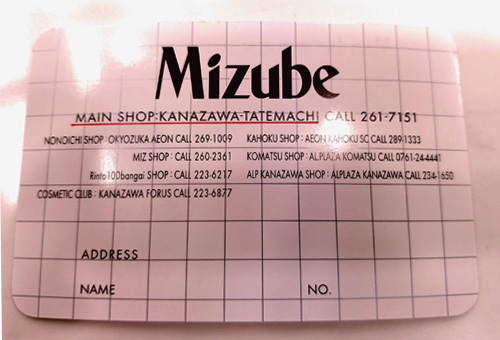 Mizube
MAIN SHOP:KANAZAWA-TATEMACHI CALL 261-7151
NONOICHI SHOP: OKYOZUKA AEON CALL 269-1009 KAHOKU SHOP: AEON KAHOKU SC CALL 289-1333
MIZ SHOP: CALL 260-2361 KOMATSU SHOP: ALPLAZA KOMATSU CALL 0761-24-4441
Rinto100bangai SHOP: CALL 223-6217 ALP KANAZAWA SHOP: ALPLAZA KANAZAWA CALL 234-1650
COSMETIC CLUB: KANAZAWA FORUS CALL 223-6877
ADDRESS
NAME NO.